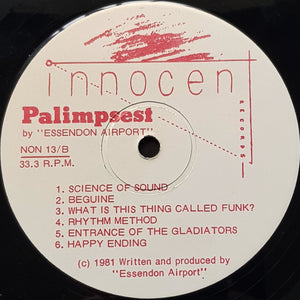 innocen
RECORDS
Palimpsest
by "ESSENDON AIRPORT"
NON 13/B
33.3 R.P.M.
1. SCIENCE OF SOUND
2. BEGUINE
3. WHAT IS THIS THING CALLED FUNK?
4. RHYTHM METHOD
5. ENTRANCE OF THE GLADIATORS
6. HAPPY ENDING
(c) 1981 Written and produced by
"Essendon Airport"